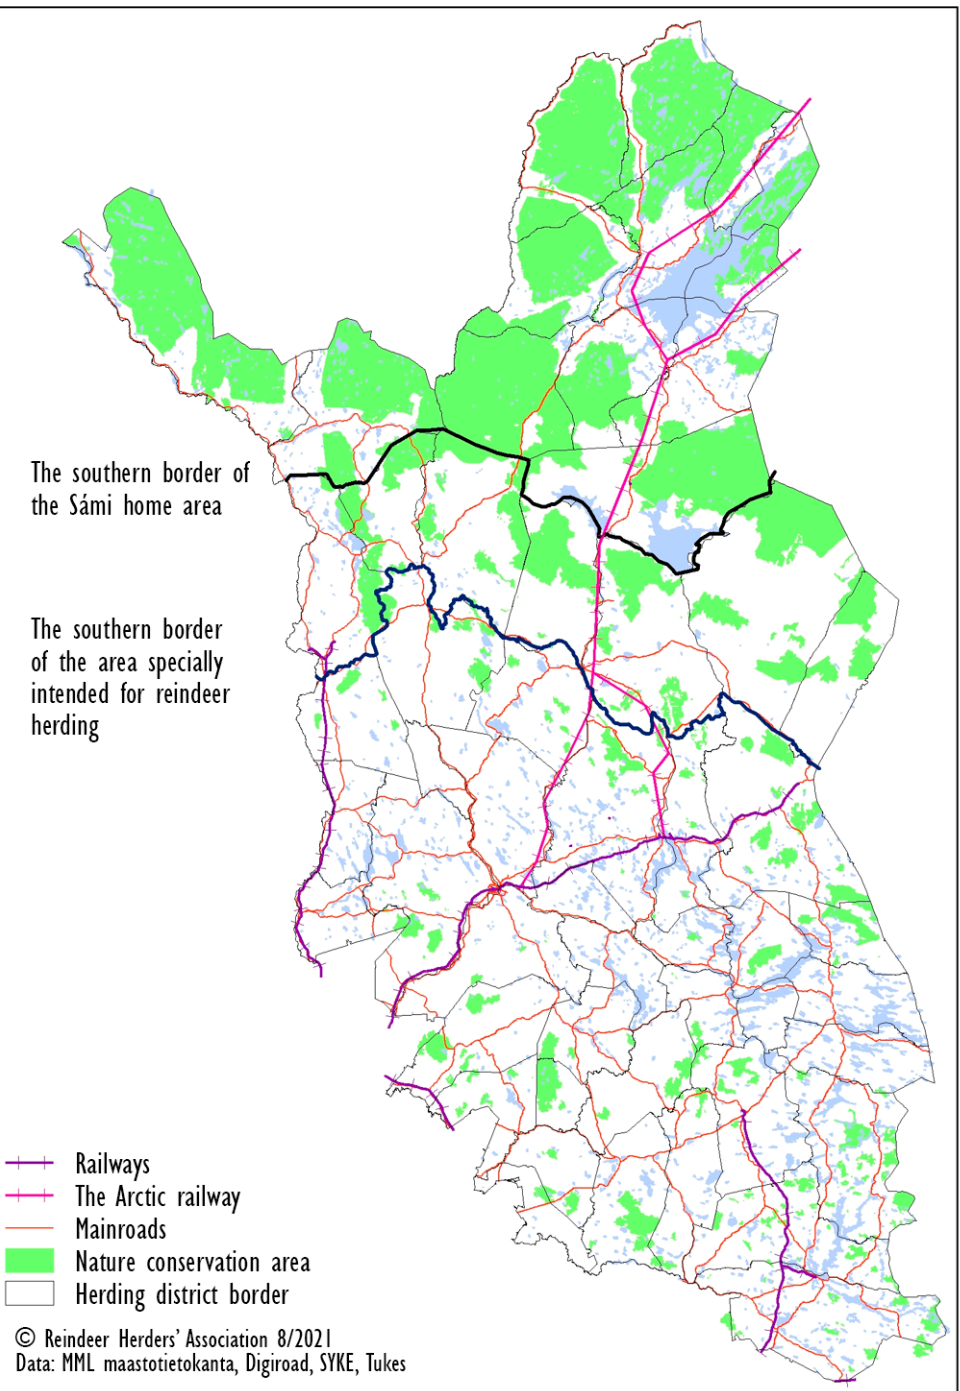 The southern border of
the Sámi home area
The southern border
of the area specially
intended for reindeer
herding
Railways
The Arctic railway
Mainroads
Nature conservation area
Herding district border
© Reindeer Herders' Association 8/2021
Data: MML maastotietokanta, Digiroad, SYKE, Tukes